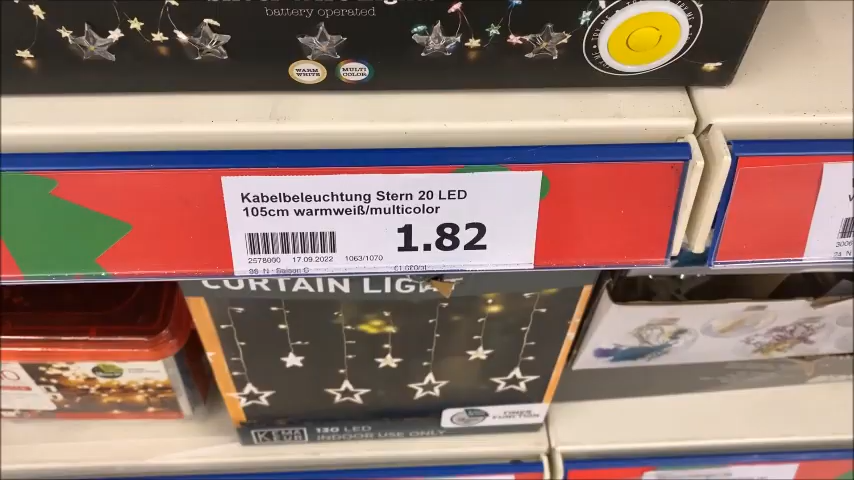 battery operated
WARM WHITE
MULTI COLOR
Kabelbeleuchtung Stern 20 LED
105cm warmweiß/multicolor
1.82
2578090 17.09.2022 1063/1070
CURTAIN LIGHT
130 LED
INDOOR USE ONLY
TIMER FUNCTION